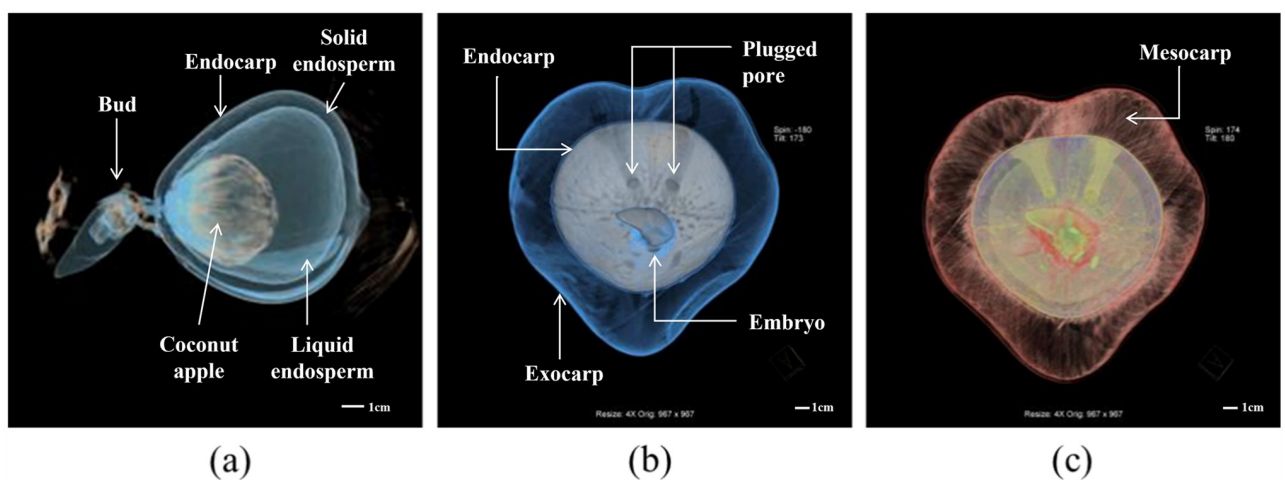 Bud
Endocarp
Solid
endosperm
Coconut
apple
Liquid
endosperm
1cm
(a)
Endocarp
Plugged
pore
Spin: -180
Tilt: 173
Embryo
Exocarp
Resize: 4X Orig: 967 x 967
1cm
(b)
Mesocarp
Spin: 174
Tilt: 180
Resize: 4X Orig: 967 x 967
1cm
(c)